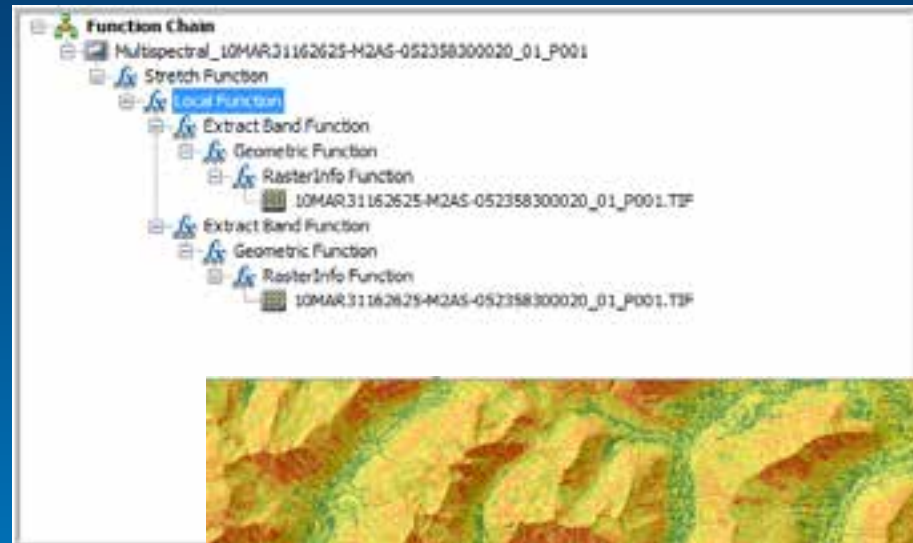 Function Chain
Multispectral_10MAR31162625-M2AS-052358300020_01_P001
Stretch Function
Local Function
Extract Band Function
Geometric Function
RasterInfo Function
10MAR31162625-M2AS-052358300020_01_P001.TIF
Extract Band Function
Geometric Function
RasterInfo Function
10MAR31162625-M2AS-052358300020_01_P001.TIF